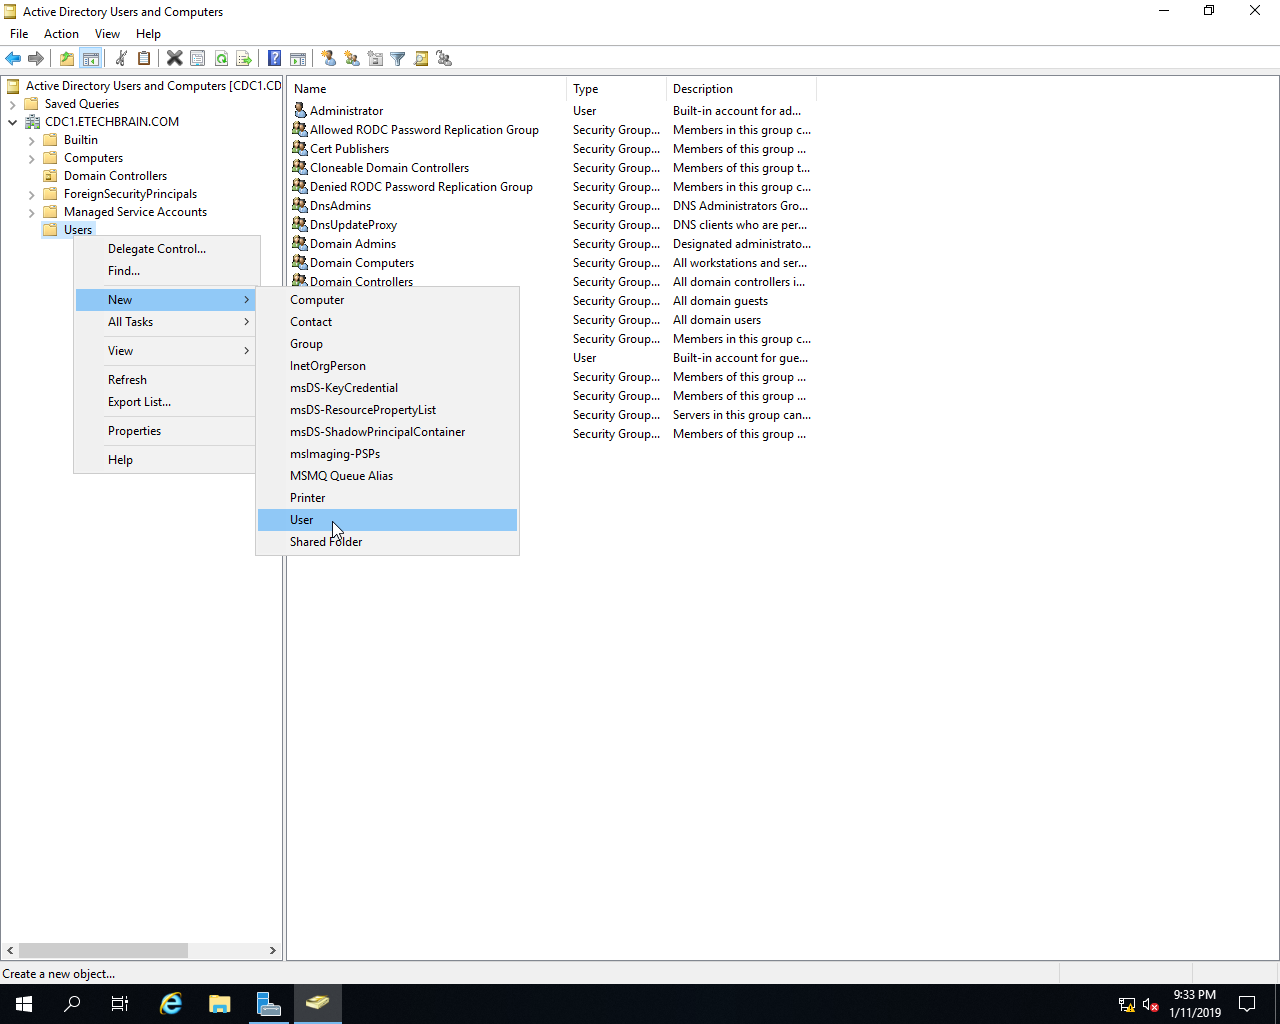 Active Directory Users and Computers
File Action View Help
Active Directory Users and Computers [CDC1.CD
Saved Queries
CDC1.ETECHBRAIN.COM
Builtin
Computers
Domain Controllers
ForeignSecurityPrincipals
Managed Service Accounts
Users
Delegate Control...
Find...
New
All Tasks
View
Refresh
Export List...
Properties
Help
Computer
Contact
Group
InetOrgPerson
msDS-KeyCredential
msDS-ResourcePropertyList
msDS-ShadowPrincipalContainer
msImaging-PSPs
MSMQ Queue Alias
Printer
User
Shared Folder
Name Type Description
Administrator User Built-in account for ad...
Allowed RODC Password Replication Group Security Group... Members in this group c...
Cert Publishers Security Group... Members of this group ...
Cloneable Domain Controllers Security Group... Members of this group t...
Denied RODC Password Replication Group Security Group... Members in this group c...
DnsAdmins Security Group... DNS Administrators Gro...
DnsUpdateProxy Security Group... DNS clients who are per...
Domain Admins Security Group... Designated administrato...
Domain Computers Security Group... All workstations and ser...
Domain Controllers Security Group... All domain controllers i...
Security Group... All domain guests
Security Group... All domain users
Security Group... Members in this group c...
User Built-in account for gue...
Security Group... Members of this group ...
Security Group... Members of this group ...
Security Group... Servers in this group can...
Security Group... Members of this group ...
Create a new object...
9:33 PM
1/11/2019